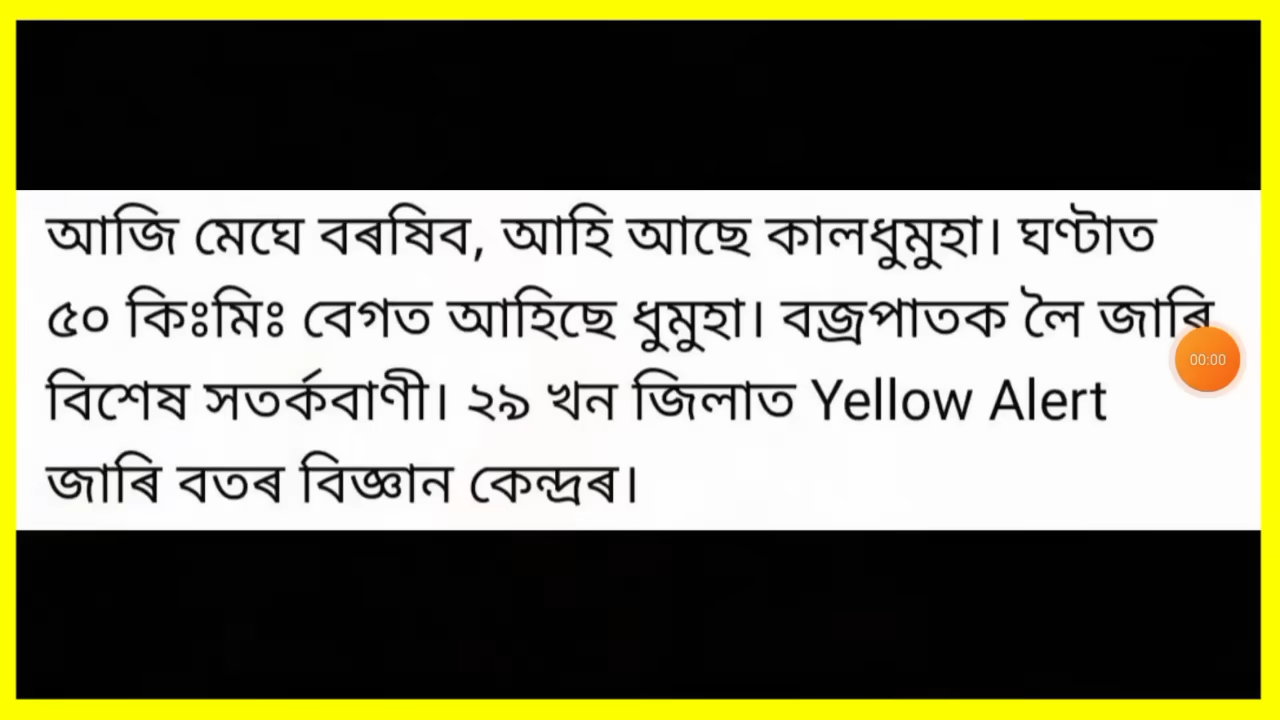 আজি মেঘে বৰষিব, আহি আছে কালধুমুহা। ঘণ্টাত
৫০ কিঃমিঃ বেগত আহিছে ধুমুহা। বজ্ৰপাতক লৈ জাৰি
বিশেষ সতৰ্কবাণী। ২৯ খন জিলাত Yellow Alert
জাৰি বতৰ বিজ্ঞান কেন্দ্ৰৰ।
00:00